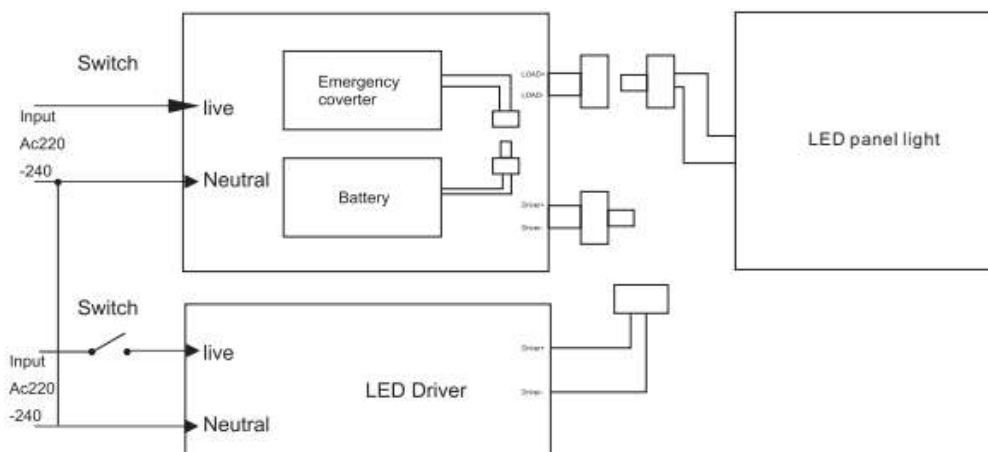 Switch
Emergency
coverter
LOAD+
LOAD-
live
Input
Ac220
-240
LED panel light
Neutral
Battery
Driver+
Driver-
Switch
live
Input
Ac220
-240
LED Driver
Driver+
Driver-
Neutral